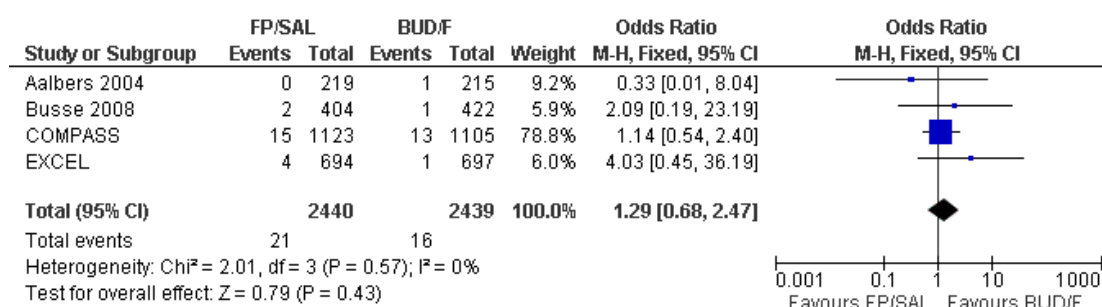 FP/SAL BUD/F Odds Ratio Odds Ratio
Study or Subgroup Events Total Events Total Weight M-H, Fixed, 95% CI M-H, Fixed, 95% CI
Aalbers 2004 0 219 1 215 9.2% 0.33 [0.01, 8.04]
Busse 2008 2 404 1 422 5.9% 2.09 [0.19, 23.19]
COMPASS 15 1123 13 1105 78.8% 1.14 [0.54, 2.40]
EXCEL 4 694 1 697 6.0% 4.03 [0.45, 36.19]
Total (95% CI) 2440 2439 100.0% 1.29 [0.68, 2.47]
Total events 21 16
Heterogeneity: Chi² = 2.01, df = 3 (P = 0.57); I² = 0%
Test for overall effect: Z = 0.79 (P = 0.43)
0.001 0.1 1 10 1000
Favours FP/SAL Favours BUD/F